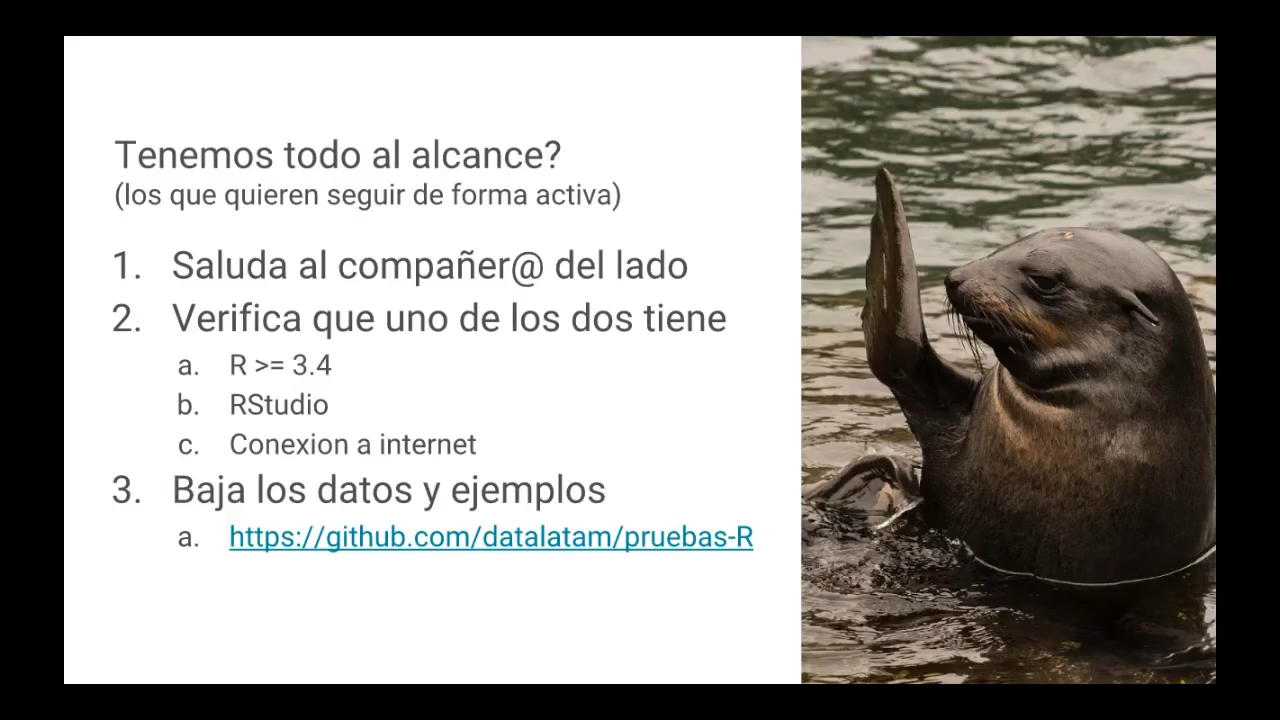 Tenemos todo al alcance?
(los que quieren seguir de forma activa)
1. Saluda al compañer@ del lado
2. Verifica que uno de los dos tiene
a. R >= 3.4
b. RStudio
c. Conexion a internet
3. Baja los datos y ejemplos
a. https://github.com/datalatam/pruebas-R